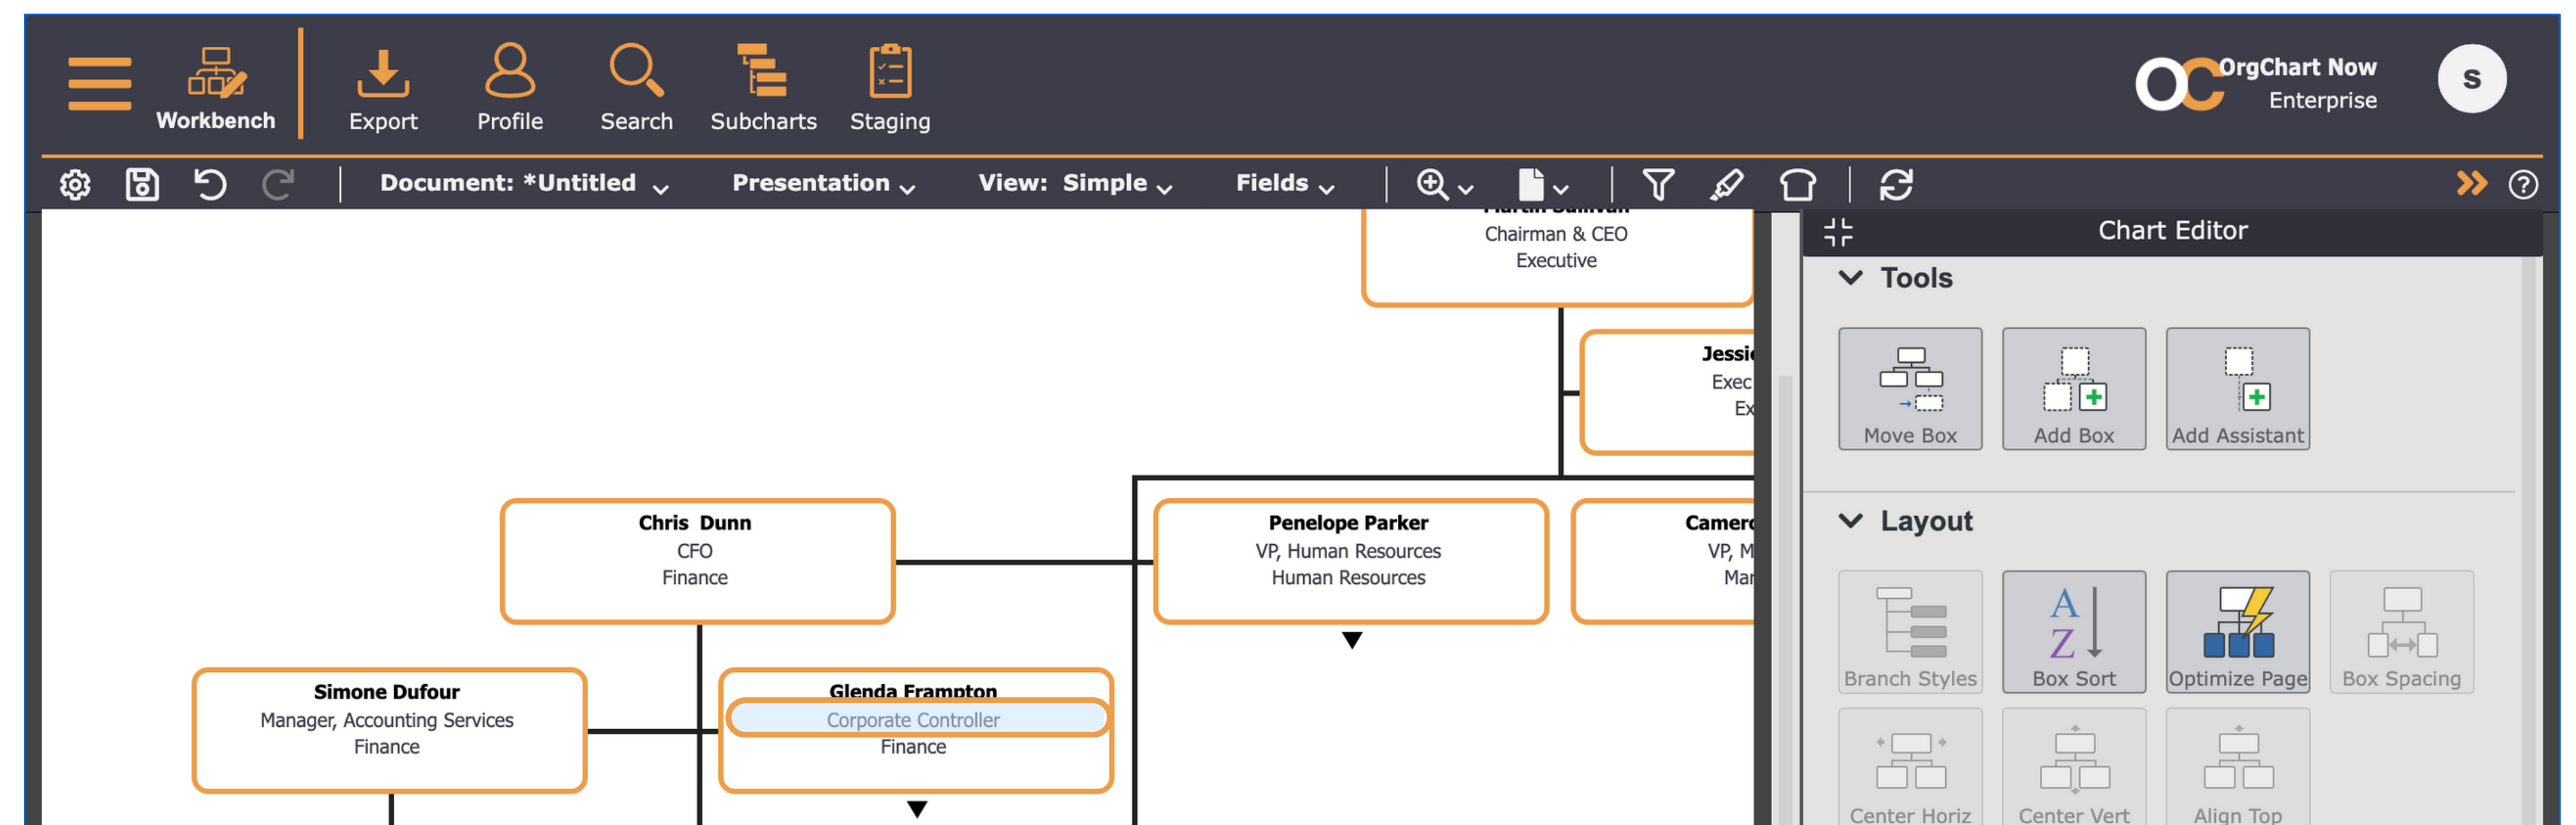 OrgChart Now
Enterprise
S
Workbench
Export
Profile
Search
Subcharts
Staging
Document: *Untitled
Presentation
View: Simple
Fields
Chart Editor
Chairman & CEO
Executive
Tools
Move Box
Add Box
Add Assistant
Chris Dunn
CFO
Finance
Penelope Parker
VP, Human Resources
Human Resources
Layout
Branch Styles
Box Sort
Optimize Page
Box Spacing
Simone Dufour
Manager, Accounting Services
Finance
Glenda Frampton
Corporate Controller
Finance
Center Horiz
Center Vert
Align Top